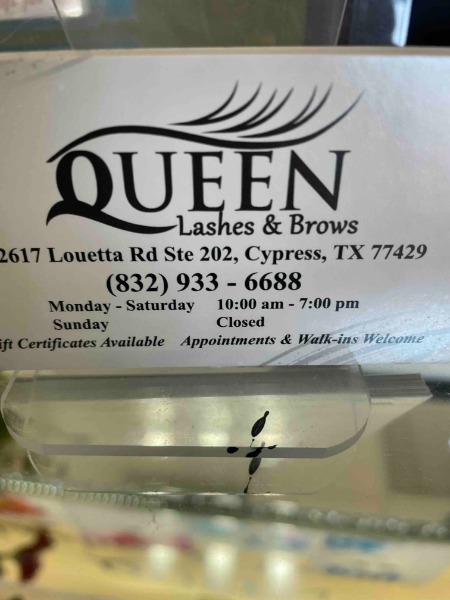 QUEEN
Lashes & Brows
2617 Louetta Rd Ste 202, Cypress, TX 77429
(832) 933 - 6688
Monday - Saturday 10:00 am - 7:00 pm
Sunday Closed
ift Certificates Available Appointments & Walk-ins Welcome